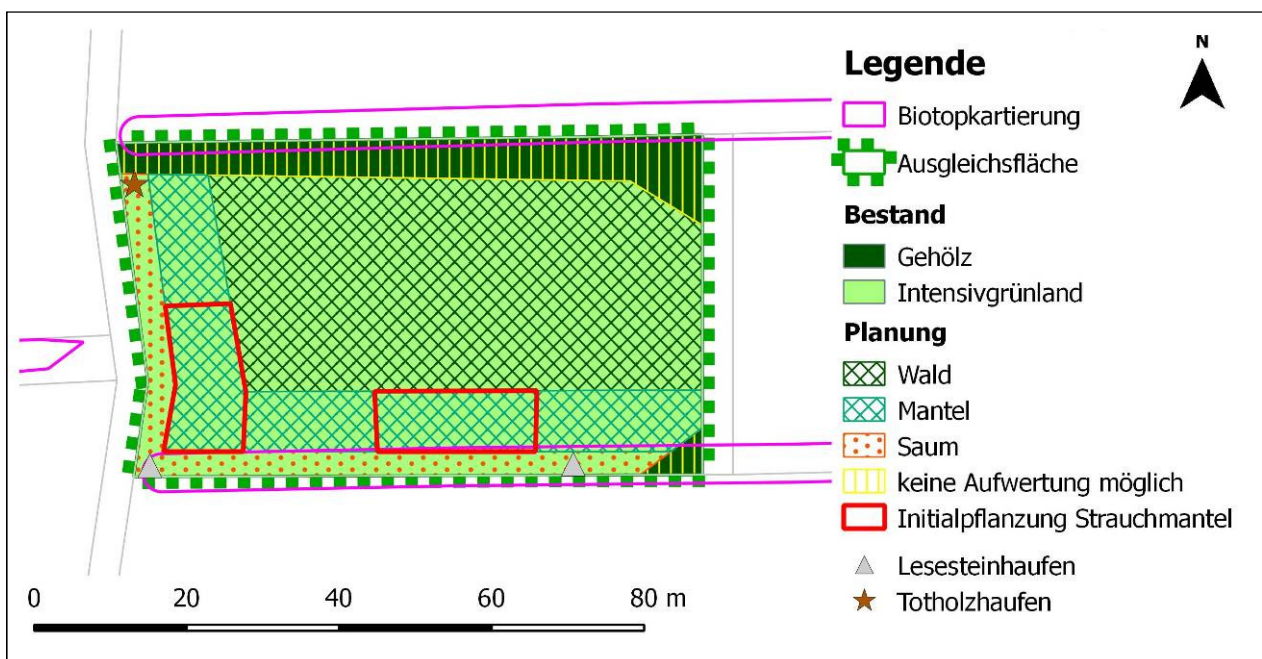 N
Legende
Biotopkartierung
Ausgleichsfläche
Bestand
Gehölz
Intensivgrünland
Planung
Wald
Mantel
Saum
keine Aufwertung möglich
Initialpflanzung Strauchmantel
Lesesteinhaufen
Totholzhaufen
0 20 40 60 80 m